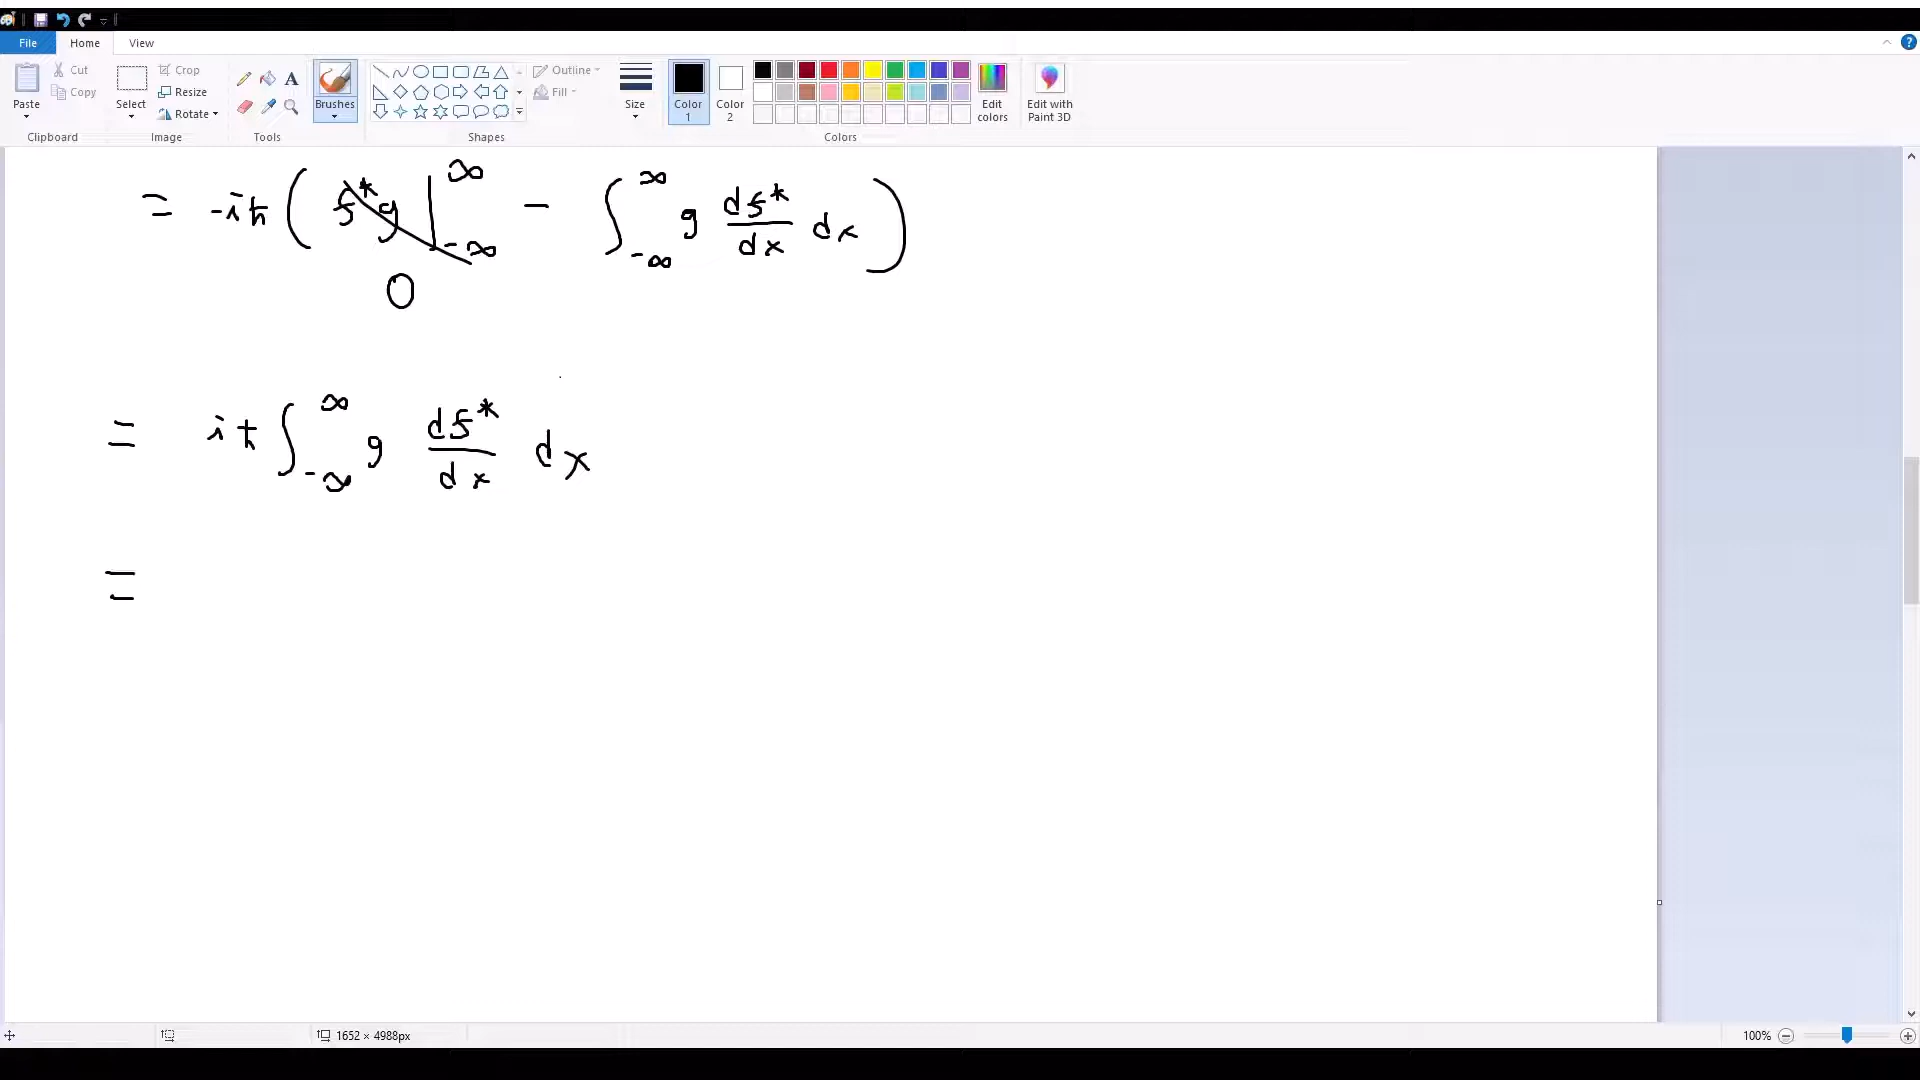 File Home View
Paste Cut Copy Clipboard
Select Crop Resize Rotate Image
A Tools
Brushes
Shapes Outline Fill
Size
Color 1 Color 2 Edit colors Edit with Paint 3D Colors
= -iħ ( f*g |_{-∞}^{∞} - ∫_{-∞}^{∞} g df*/dx dx )
0
= iħ ∫_{-∞}^{∞} g df*/dx dx
=
1652 × 4988px 100%